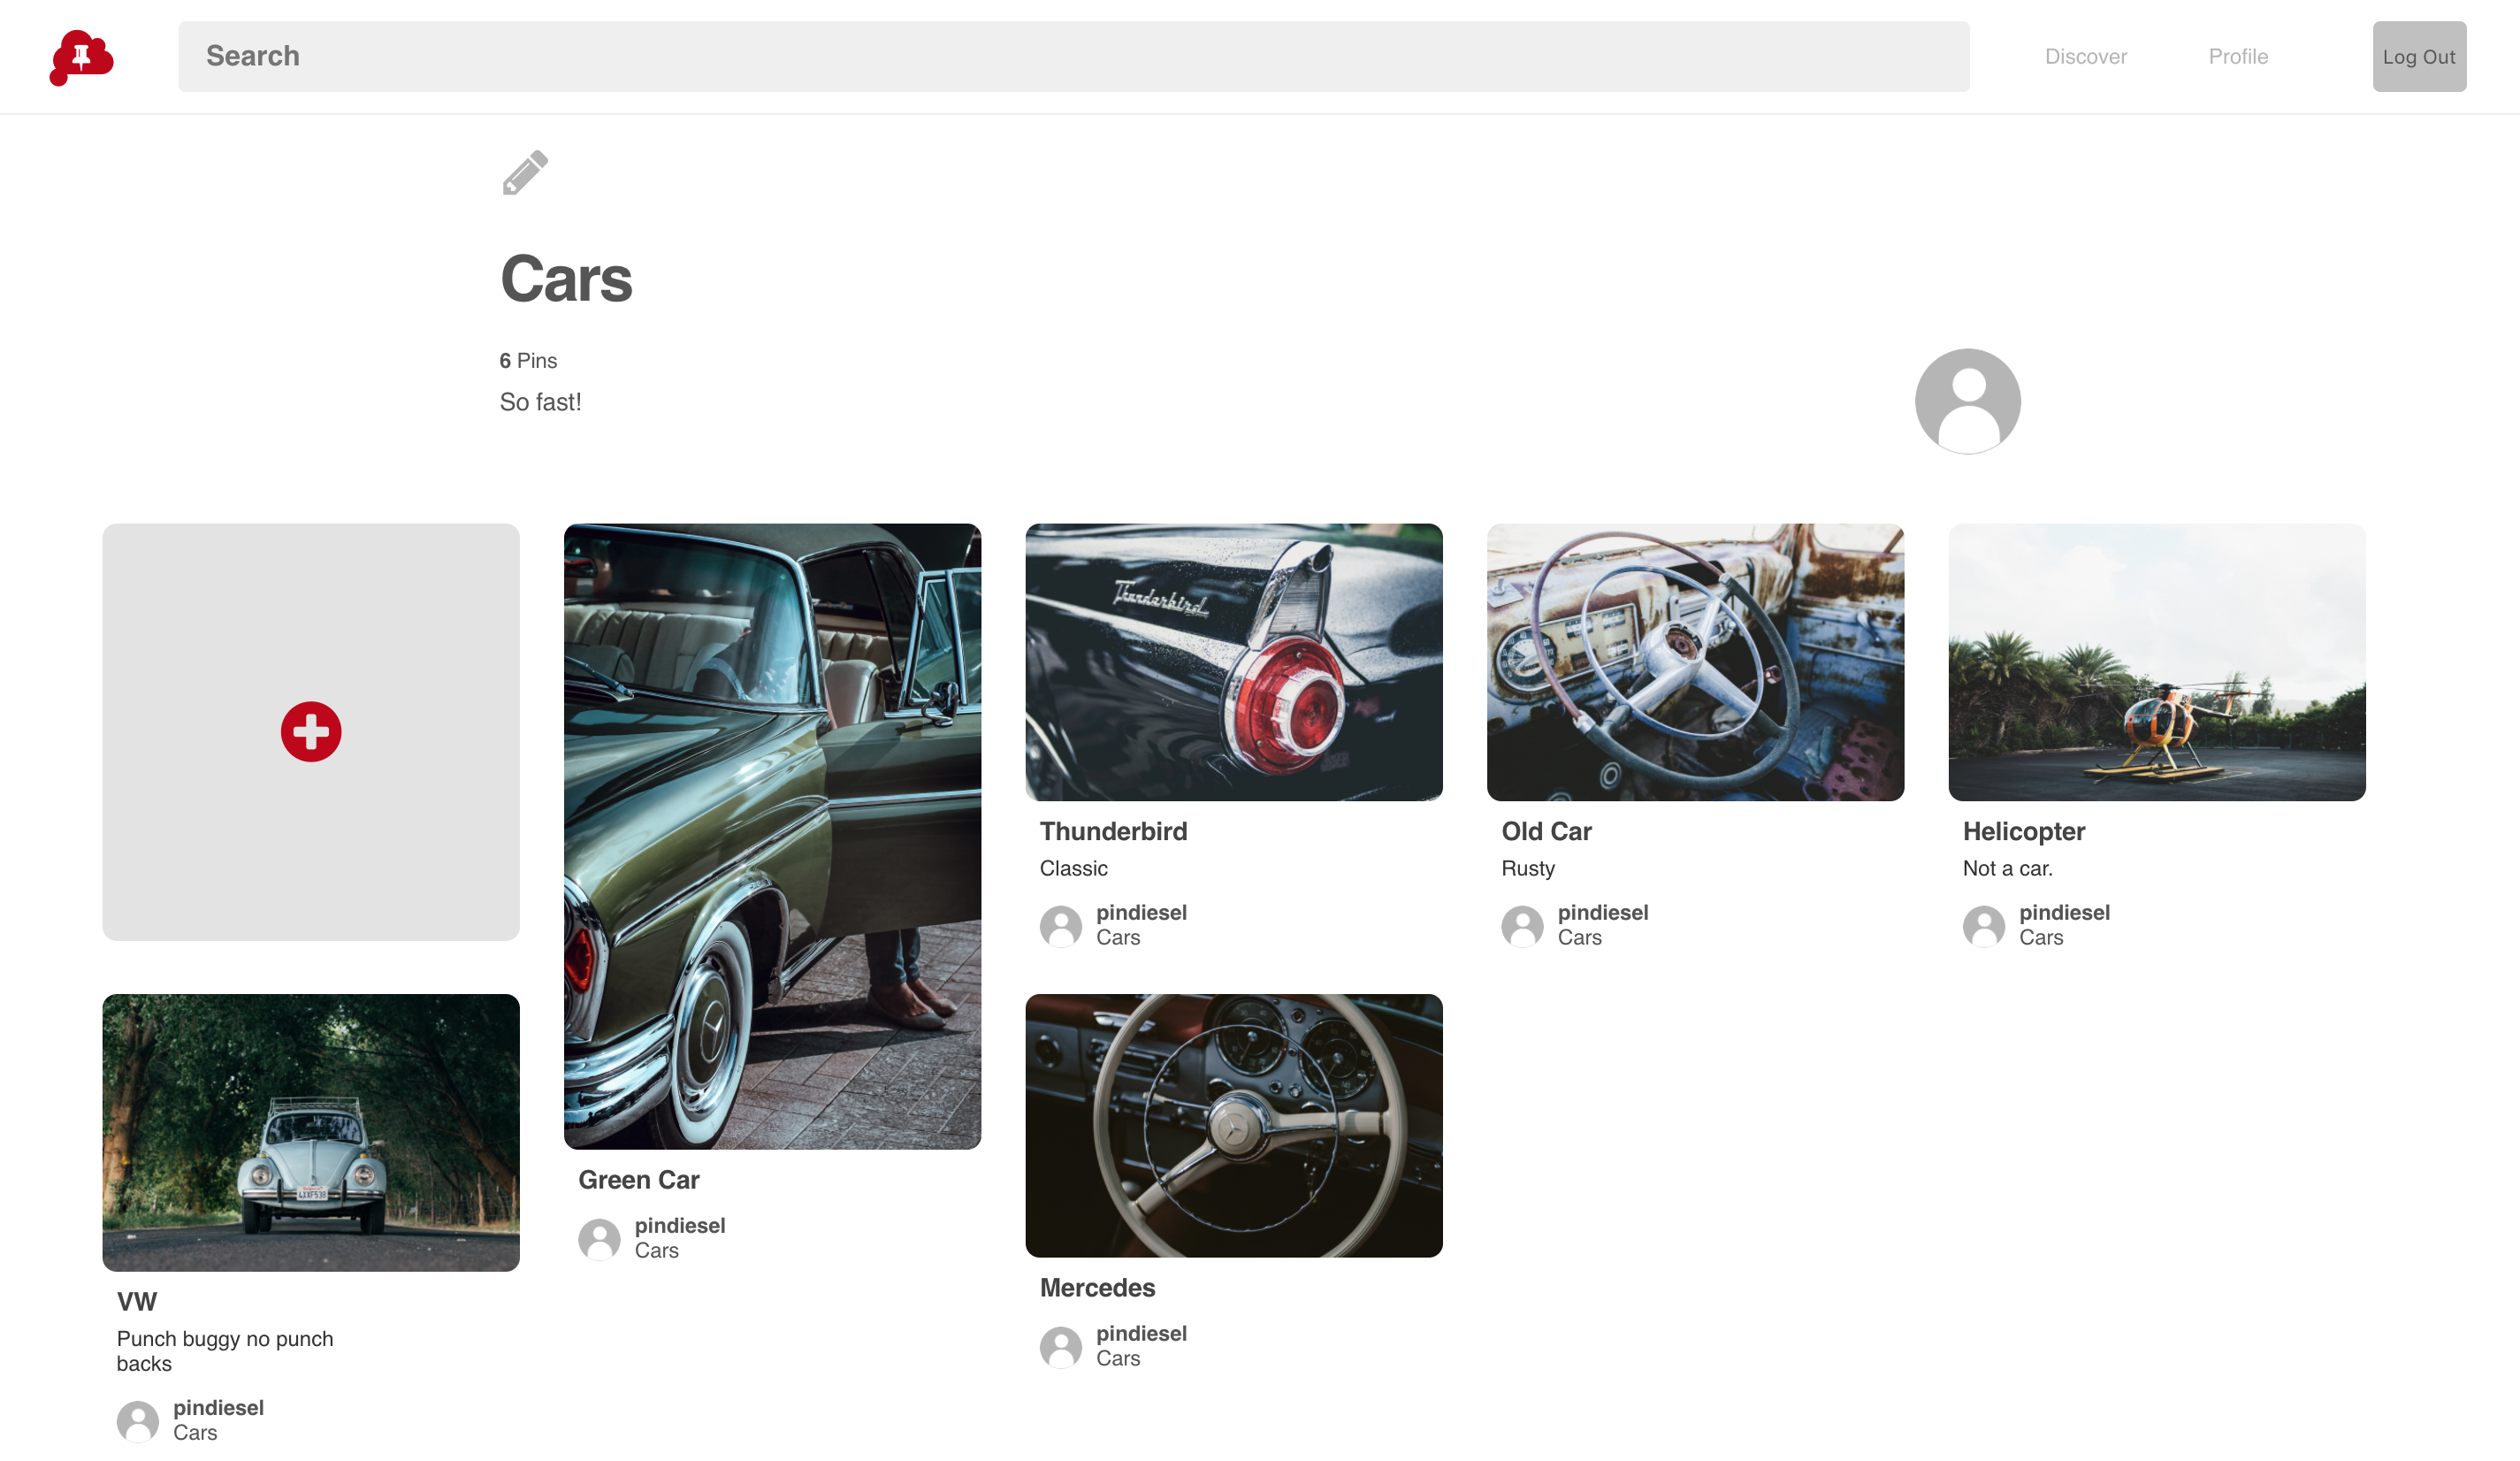 Search
Discover
Profile
Log Out
Cars
6 Pins
So fast!
Thunderbird
Thunderbird
Classic
pindiesel
Cars
Old Car
Rusty
pindiesel
Cars
Helicopter
Not a car.
pindiesel
Cars
Green Car
pindiesel
Cars
VW
Punch buggy no punch
backs
pindiesel
Cars
Mercedes
pindiesel
Cars